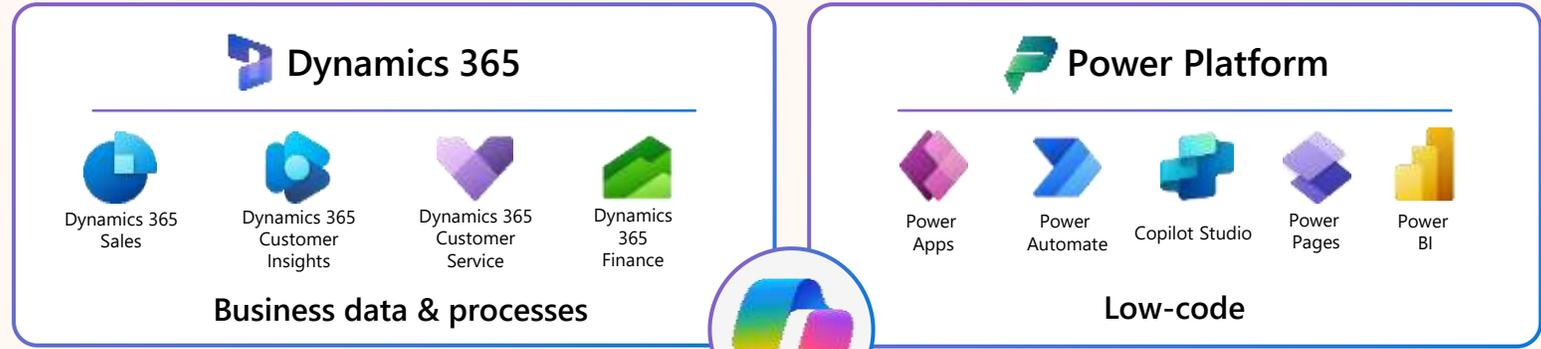 Dynamics 365
Dynamics 365
Sales
Dynamics 365
Customer
Insights
Dynamics 365
Customer
Service
Dynamics
365
Finance
Business data & processes
Power Platform
Power
Apps
Power
Automate
Copilot Studio
Power
Pages
Power
BI
Low-code